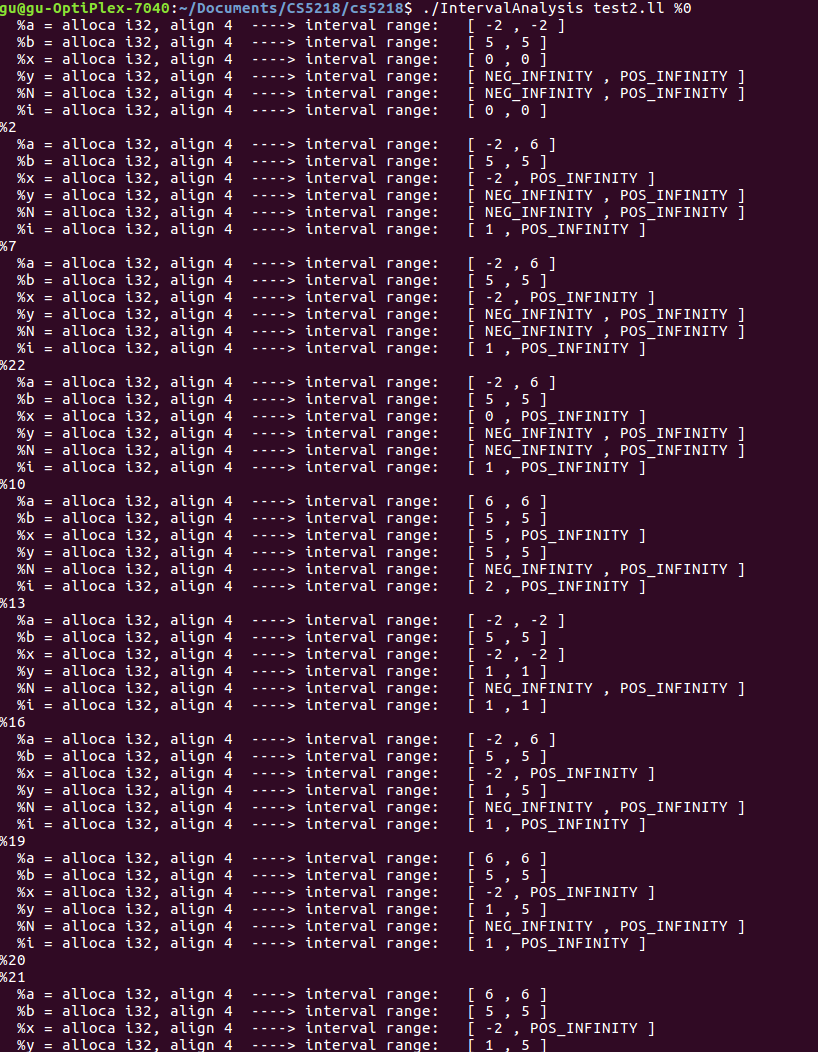 gu@gu-OptiPlex-7040:~/Documents/CS5218/cs5218$ ./IntervalAnalysis test2.ll %0
%a = alloca i32, align 4 ----> interval range: [ -2 , -2 ]
%b = alloca i32, align 4 ----> interval range: [ 5 , 5 ]
%x = alloca i32, align 4 ----> interval range: [ 0 , 0 ]
%y = alloca i32, align 4 ----> interval range: [ NEG_INFINITY , POS_INFINITY ]
%N = alloca i32, align 4 ----> interval range: [ NEG_INFINITY , POS_INFINITY ]
%i = alloca i32, align 4 ----> interval range: [ 0 , 0 ]
%2
%a = alloca i32, align 4 ----> interval range: [ -2 , 6 ]
%b = alloca i32, align 4 ----> interval range: [ 5 , 5 ]
%x = alloca i32, align 4 ----> interval range: [ -2 , POS_INFINITY ]
%y = alloca i32, align 4 ----> interval range: [ NEG_INFINITY , POS_INFINITY ]
%N = alloca i32, align 4 ----> interval range: [ NEG_INFINITY , POS_INFINITY ]
%i = alloca i32, align 4 ----> interval range: [ 1 , POS_INFINITY ]
%7
%a = alloca i32, align 4 ----> interval range: [ -2 , 6 ]
%b = alloca i32, align 4 ----> interval range: [ 5 , 5 ]
%x = alloca i32, align 4 ----> interval range: [ -2 , POS_INFINITY ]
%y = alloca i32, align 4 ----> interval range: [ NEG_INFINITY , POS_INFINITY ]
%N = alloca i32, align 4 ----> interval range: [ NEG_INFINITY , POS_INFINITY ]
%i = alloca i32, align 4 ----> interval range: [ 1 , POS_INFINITY ]
%22
%a = alloca i32, align 4 ----> interval range: [ -2 , 6 ]
%b = alloca i32, align 4 ----> interval range: [ 5 , 5 ]
%x = alloca i32, align 4 ----> interval range: [ 0 , POS_INFINITY ]
%y = alloca i32, align 4 ----> interval range: [ NEG_INFINITY , POS_INFINITY ]
%N = alloca i32, align 4 ----> interval range: [ NEG_INFINITY , POS_INFINITY ]
%i = alloca i32, align 4 ----> interval range: [ 1 , POS_INFINITY ]
%10
%a = alloca i32, align 4 ----> interval range: [ 6 , 6 ]
%b = alloca i32, align 4 ----> interval range: [ 5 , 5 ]
%x = alloca i32, align 4 ----> interval range: [ 5 , POS_INFINITY ]
%y = alloca i32, align 4 ----> interval range: [ 5 , 5 ]
%N = alloca i32, align 4 ----> interval range: [ NEG_INFINITY , POS_INFINITY ]
%i = alloca i32, align 4 ----> interval range: [ 2 , POS_INFINITY ]
%13
%a = alloca i32, align 4 ----> interval range: [ -2 , -2 ]
%b = alloca i32, align 4 ----> interval range: [ 5 , 5 ]
%x = alloca i32, align 4 ----> interval range: [ -2 , -2 ]
%y = alloca i32, align 4 ----> interval range: [ 1 , 1 ]
%N = alloca i32, align 4 ----> interval range: [ NEG_INFINITY , POS_INFINITY ]
%i = alloca i32, align 4 ----> interval range: [ 1 , 1 ]
%16
%a = alloca i32, align 4 ----> interval range: [ -2 , 6 ]
%b = alloca i32, align 4 ----> interval range: [ 5 , 5 ]
%x = alloca i32, align 4 ----> interval range: [ -2 , POS_INFINITY ]
%y = alloca i32, align 4 ----> interval range: [ 1 , 5 ]
%N = alloca i32, align 4 ----> interval range: [ NEG_INFINITY , POS_INFINITY ]
%i = alloca i32, align 4 ----> interval range: [ 1 , POS_INFINITY ]
%19
%a = alloca i32, align 4 ----> interval range: [ 6 , 6 ]
%b = alloca i32, align 4 ----> interval range: [ 5 , 5 ]
%x = alloca i32, align 4 ----> interval range: [ -2 , POS_INFINITY ]
%y = alloca i32, align 4 ----> interval range: [ 1 , 5 ]
%N = alloca i32, align 4 ----> interval range: [ NEG_INFINITY , POS_INFINITY ]
%i = alloca i32, align 4 ----> interval range: [ 1 , POS_INFINITY ]
%20
%21
%a = alloca i32, align 4 ----> interval range: [ 6 , 6 ]
%b = alloca i32, align 4 ----> interval range: [ 5 , 5 ]
%x = alloca i32, align 4 ----> interval range: [ -2 , POS_INFINITY ]
%y = alloca i32, align 4 ----> interval range: [ 1 , 5 ]